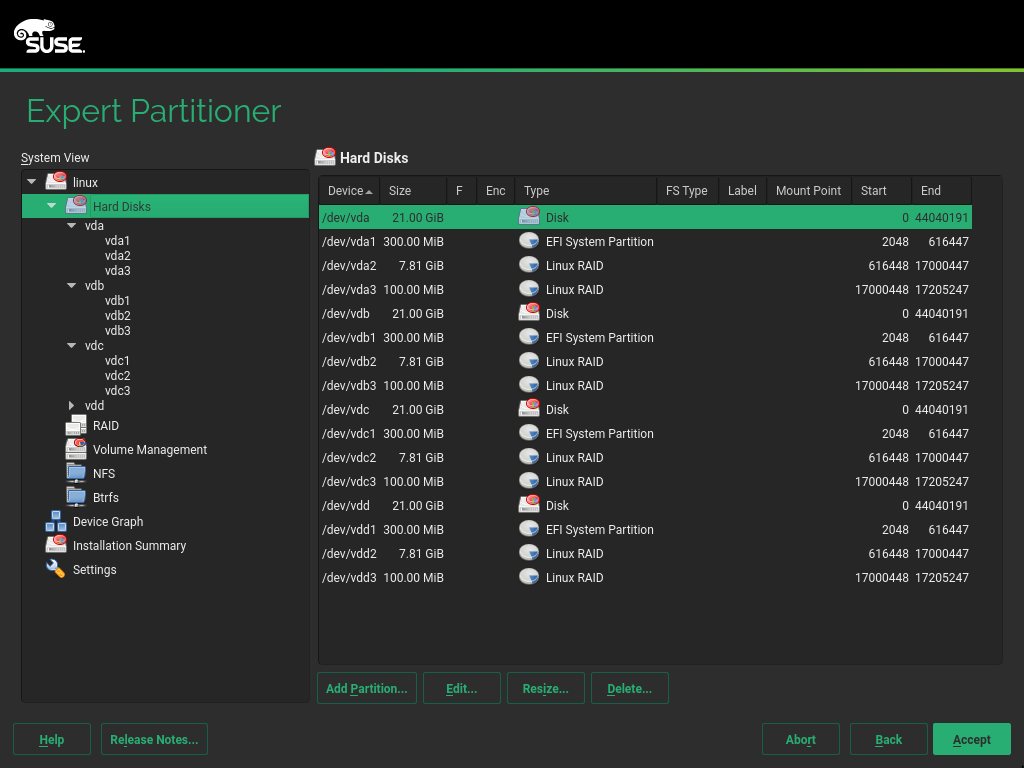 SUSE
Expert Partitioner
System View
linux
Hard Disks
vda
vda1
vda2
vda3
vdb
vdb1
vdb2
vdb3
vdc
vdc1
vdc2
vdc3
vdd
RAID
Volume Management
NFS
Btrfs
Device Graph
Installation Summary
Settings
Hard Disks
Device Size F Enc Type FS Type Label Mount Point Start End
/dev/vda 21.00 GiB Disk 0 44040191
/dev/vda1 300.00 MiB EFI System Partition 2048 616447
/dev/vda2 7.81 GiB Linux RAID 616448 17000447
/dev/vda3 100.00 MiB Linux RAID 17000448 17205247
/dev/vdb 21.00 GiB Disk 0 44040191
/dev/vdb1 300.00 MiB EFI System Partition 2048 616447
/dev/vdb2 7.81 GiB Linux RAID 616448 17000447
/dev/vdb3 100.00 MiB Linux RAID 17000448 17205247
/dev/vdc 21.00 GiB Disk 0 44040191
/dev/vdc1 300.00 MiB EFI System Partition 2048 616447
/dev/vdc2 7.81 GiB Linux RAID 616448 17000447
/dev/vdc3 100.00 MiB Linux RAID 17000448 17205247
/dev/vdd 21.00 GiB Disk 0 44040191
/dev/vdd1 300.00 MiB EFI System Partition 2048 616447
/dev/vdd2 7.81 GiB Linux RAID 616448 17000447
/dev/vdd3 100.00 MiB Linux RAID 17000448 17205247
Add Partition... Edit... Resize... Delete...
Help Release Notes... Abort Back Accept